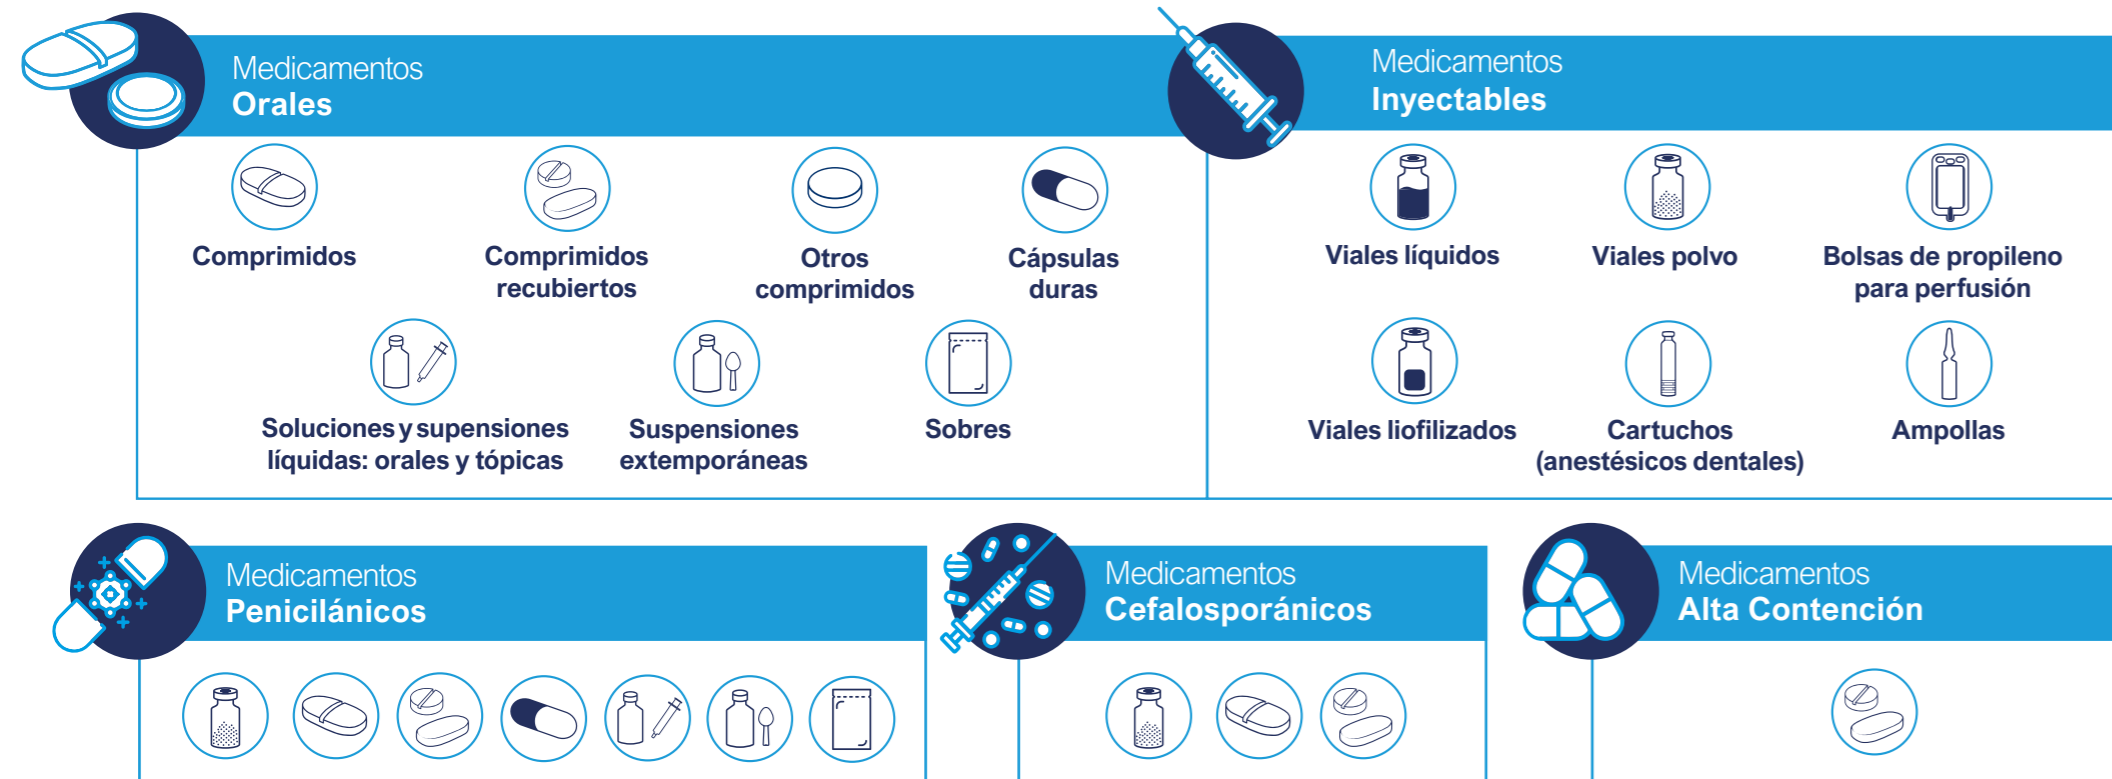 Medicamentos
Orales
Comprimidos
Comprimidos
recubiertos
Otros
comprimidos
Cápsulas
duras
Soluciones y supensiones
líquidas: orales y tópicas
Suspensiones
extemporáneas
Sobres
Medicamentos
Inyectables
Viales líquidos
Viales polvo
Bolsas de propileno
para perfusión
Viales liofilizados
Cartuchos
(anestésicos dentales)
Ampollas
Medicamentos
Penicilánicos
Medicamentos
Cefalosporánicos
Medicamentos
Alta Contención